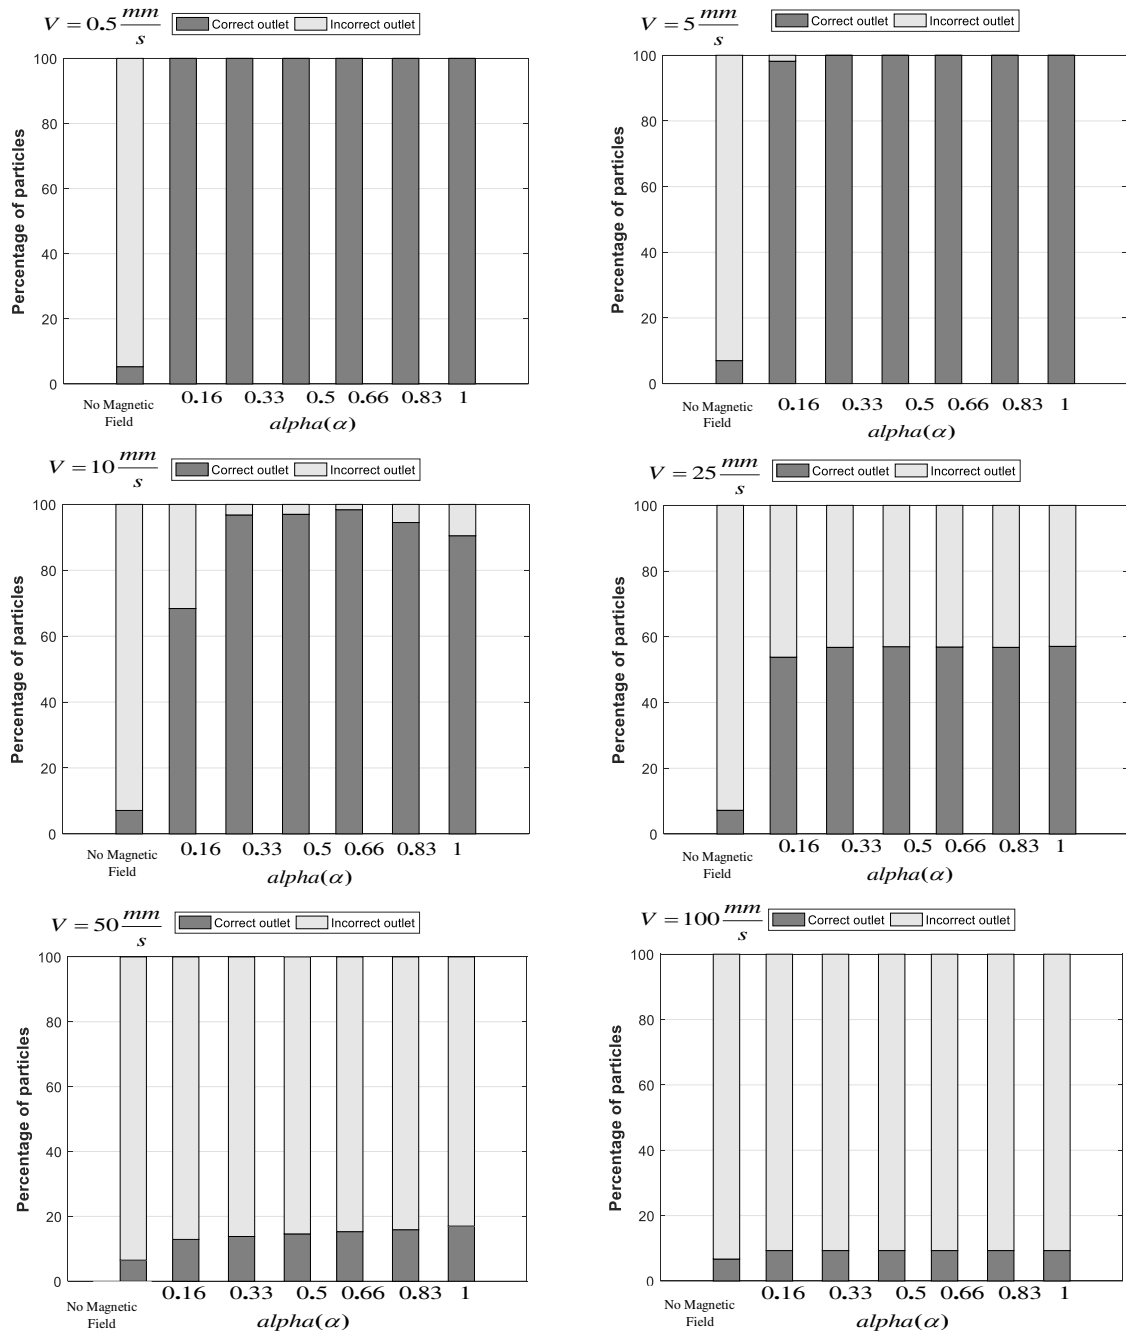 V = 0.5 mm/s
Correct outlet Incorrect outlet
100
80
60
40
20
0
Percentage of particles
No Magnetic Field
0.16 0.33 0.5 0.66 0.83 1
alpha(α)
V = 5 mm/s
Correct outlet Incorrect outlet
100
80
60
40
20
0
Percentage of particles
No Magnetic Field
0.16 0.33 0.5 0.66 0.83 1
alpha(α)
V = 10 mm/s
Correct outlet Incorrect outlet
100
80
60
40
20
0
Percentage of particles
No Magnetic Field
0.16 0.33 0.5 0.66 0.83 1
alpha(α)
V = 25 mm/s
Correct outlet Incorrect outlet
100
80
60
40
20
0
Percentage of particles
No Magnetic Field
0.16 0.33 0.5 0.66 0.83 1
alpha(α)
V = 50 mm/s
Correct outlet Incorrect outlet
100
80
60
40
20
0
Percentage of particles
No Magnetic Field
0.16 0.33 0.5 0.66 0.83 1
alpha(α)
V = 100 mm/s
Correct outlet Incorrect outlet
100
80
60
40
20
0
Percentage of particles
No Magnetic Field
0.16 0.33 0.5 0.66 0.83 1
alpha(α)